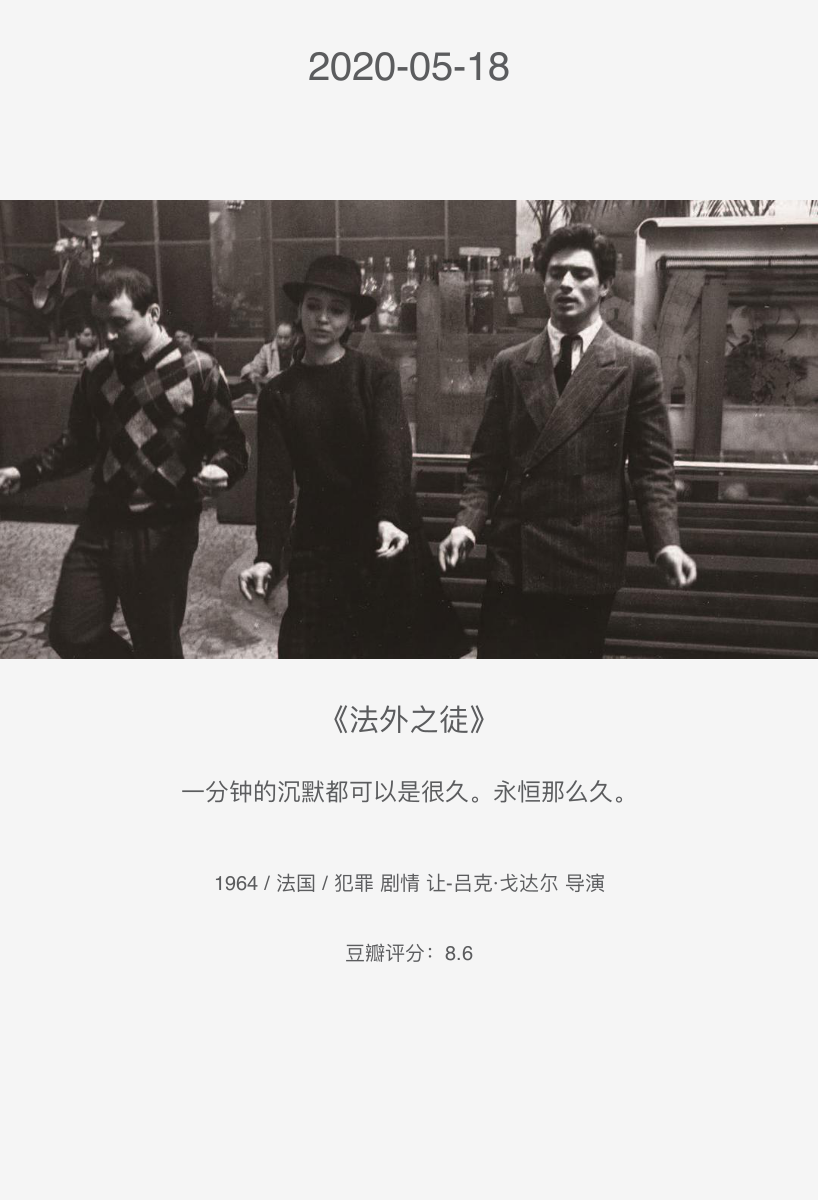 2020-05-18
《法外之徒》
一分钟的沉默都可以是很久。永恒那么久。
1964 / 法国 / 犯罪 剧情 让-吕克·戈达尔 导演
豆瓣评分：8.6